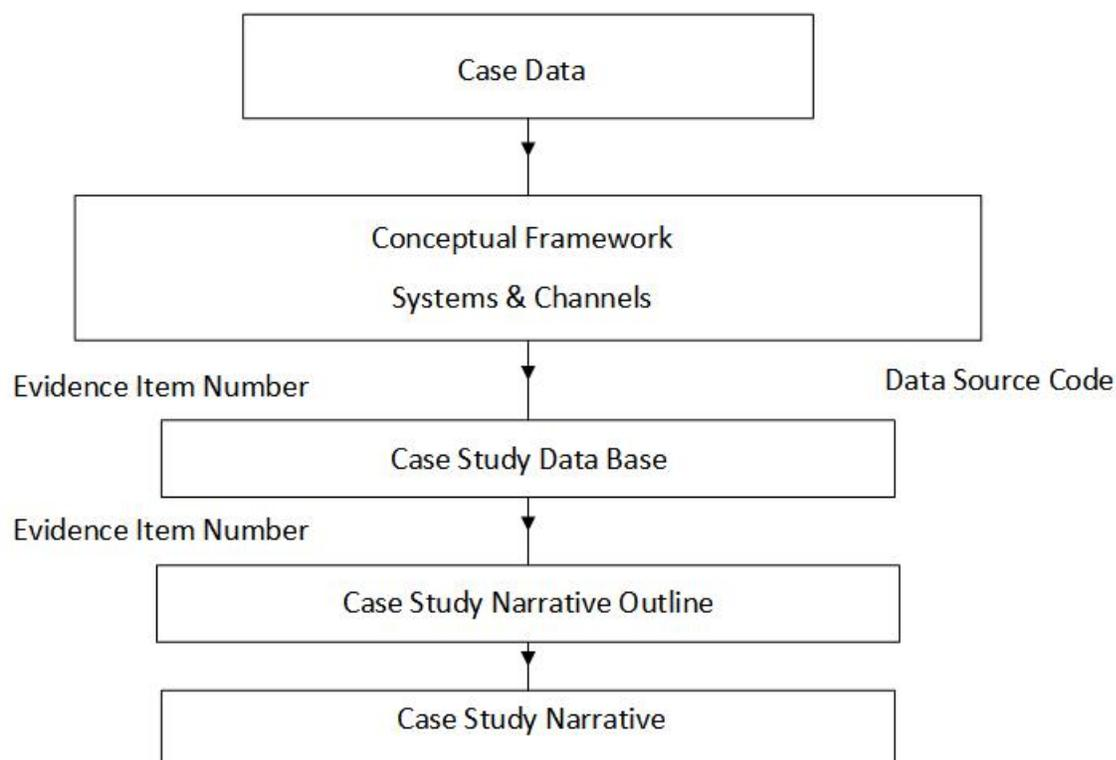 Case Data
Conceptual Framework
Systems & Channels
Evidence Item Number
Data Source Code
Case Study Data Base
Evidence Item Number
Case Study Narrative Outline
Case Study Narrative